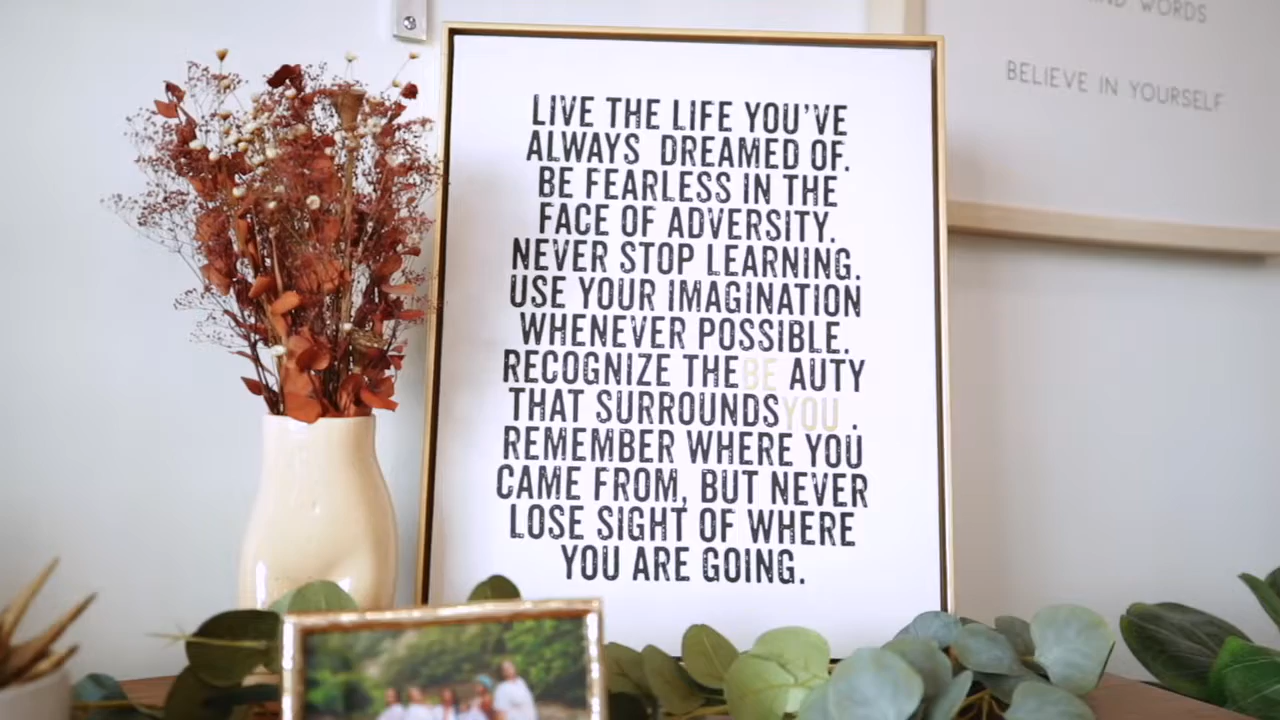 LIVE THE LIFE YOU'VE
ALWAYS DREAMED OF.
BE FEARLESS IN THE
FACE OF ADVERSITY.
NEVER STOP LEARNING.
USE YOUR IMAGINATION
WHENEVER POSSIBLE.
RECOGNIZE THE BE AUTY
THAT SURROUNDS YOU .
REMEMBER WHERE YOU
CAME FROM, BUT NEVER
LOSE SIGHT OF WHERE
YOU ARE GOING.
WORDS
BELIEVE IN YOURSELF